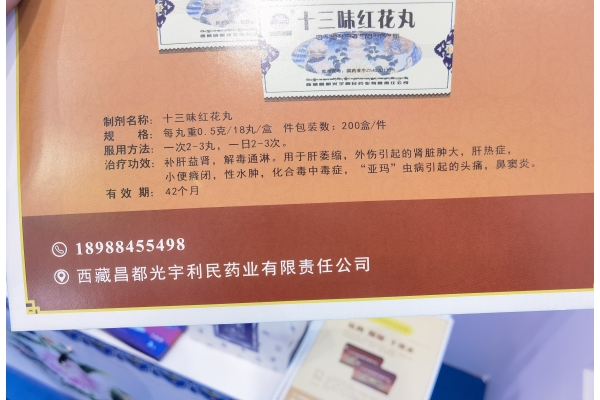 十三味红花丸
制剂名称: 十三味红花丸
规 格: 每丸重0.5克/18丸/盒 件包装数: 200盒/件
服用方法: 一次2-3丸, 一日2-3次。
治疗功效: 补肝益肾, 解毒通淋。用于肝萎缩, 外伤引起的肾脏肿大, 肝热症,
小便癃闭, 性水肿, 化合毒中毒症, “亚玛”虫病引起的头痛, 鼻窦炎。
有 效 期: 42个月
18988455498
西藏昌都光宇利民药业有限责任公司